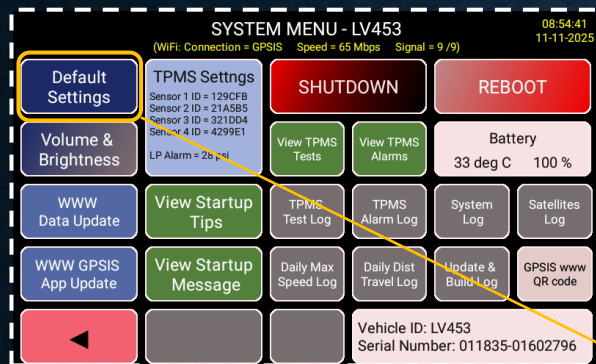 SYSTEM MENU - LV453
08:54:41
11-11-2025
(WiFi: Connection = GPSIS Speed = 65 Mbps Signal = 9 /9)
Default
Settings
TPMS Settngs
Sensor 1 ID = 129CFB
Sensor 2 ID = 21A5B5
Sensor 3 ID = 321DD4
Sensor 4 ID = 4299E1
LP Alarm = 28 psi
SHUTDOWN
REBOOT
Volume &
Brightness
View TPMS
Tests
View TPMS
Alarms
Battery
33 deg C 100 %
WWW
Data Update
View Startup
Tips
TPMS
Test Log
TPMS
Alarm Log
System
Log
Satellites
Log
WWW GPSIS
App Update
View Startup
Message
Daily Max
Speed Log
Daily Dist
Travel Log
Update &
Build Log
GPSIS www
QR code
Vehicle ID: LV453
Serial Number: 011835-01602796